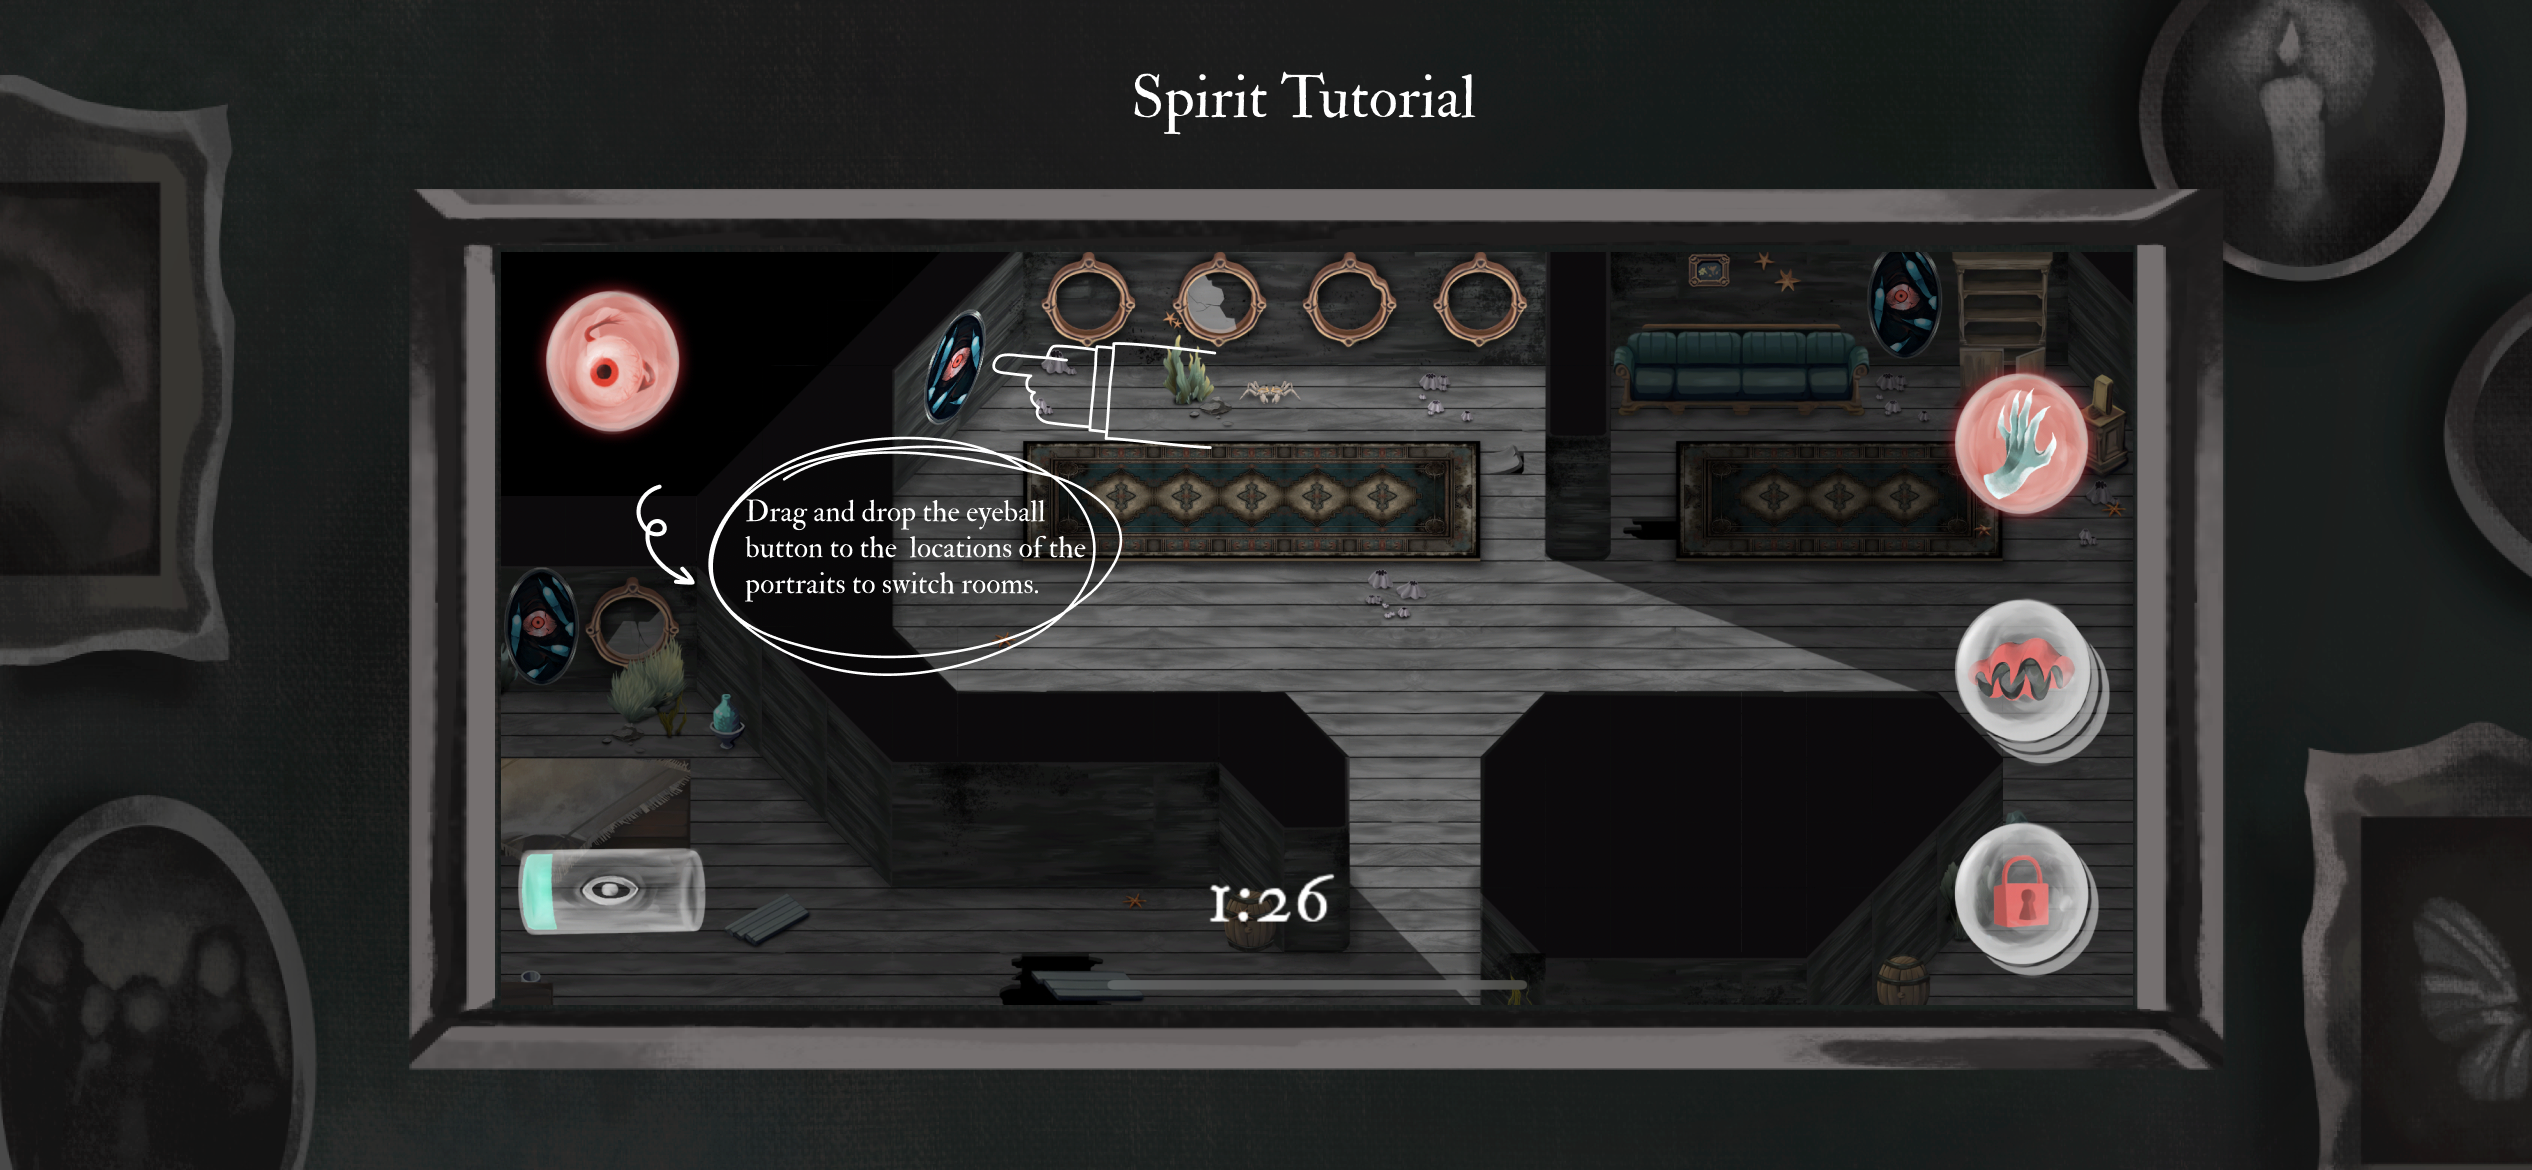 Spirit Tutorial
Drag and drop the eyeball
button to the locations of the
portraits to switch rooms.
1:26